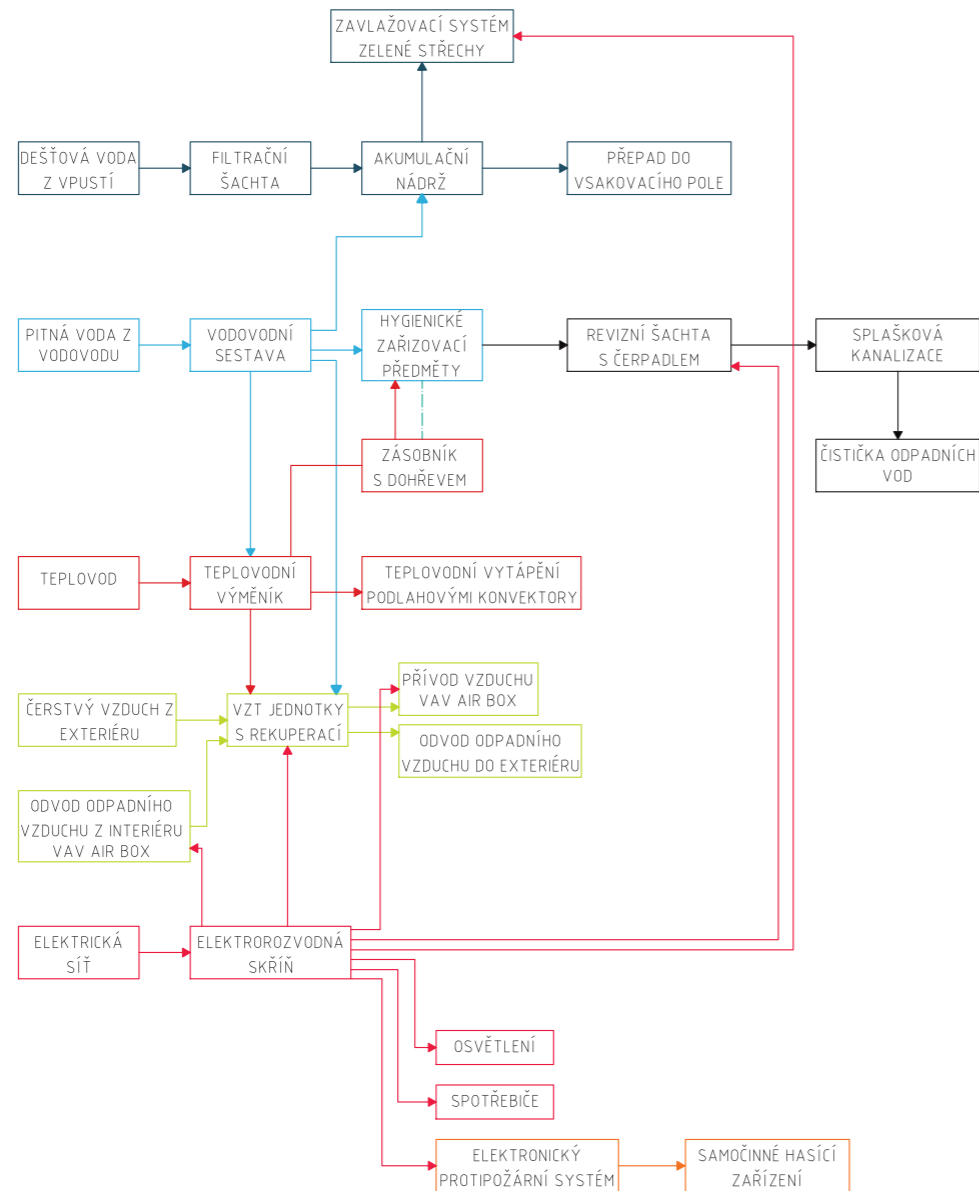 ZAVLAŽOVACÍ SYSTÉM
ZELENÉ STŘECHY
DEŠŤOVÁ VODA
Z VPUSTÍ
FILTRAČNÍ
ŠACHTA
AKUMULAČNÍ
NÁDRŽ
PŘEPAD DO
VSAKOVACÍHO POLE
PITNÁ VODA Z
VODOVODU
VODOVODNÍ
SESTAVA
HYGIENICKÉ
ZAŘIZOVACÍ
PŘEDMĚTY
REVIZNÍ ŠACHTA
S ČERPADLEM
SPLAŠKOVÁ
KANALIZACE
ZÁSOBNÍK
S DOHŘEVEM
ČISTIČKA ODPADNÍCH
VOD
TEPLOVOD
TEPLOVODNÍ
VÝMĚNÍK
TEPLOVODNÍ VYTÁPĚNÍ
PODLAHOVÝMI KONVEKTORY
ČERSTVÝ VZDUCH Z
EXTERIÉRU
VZT JEDNOTKY
S REKUPERACÍ
PŘÍVOD VZDUCHU
VAV AIR BOX
ODVOD ODPADNÍHO
VZDUCHU DO EXTERIÉRU
ODVOD ODPADNÍHO
VZDUCHU Z INTERIÉRU
VAV AIR BOX
ELEKTRICKÁ
SÍŤ
ELEKTROROZVODNÁ
SKŘÍŇ
OSVĚTLENÍ
SPOTŘEBIČE
ELEKTRONICKÝ
PROTIPOŽÁRNÍ SYSTÉM
SAMOČINNÉ HASÍCÍ
ZAŘÍZENÍ